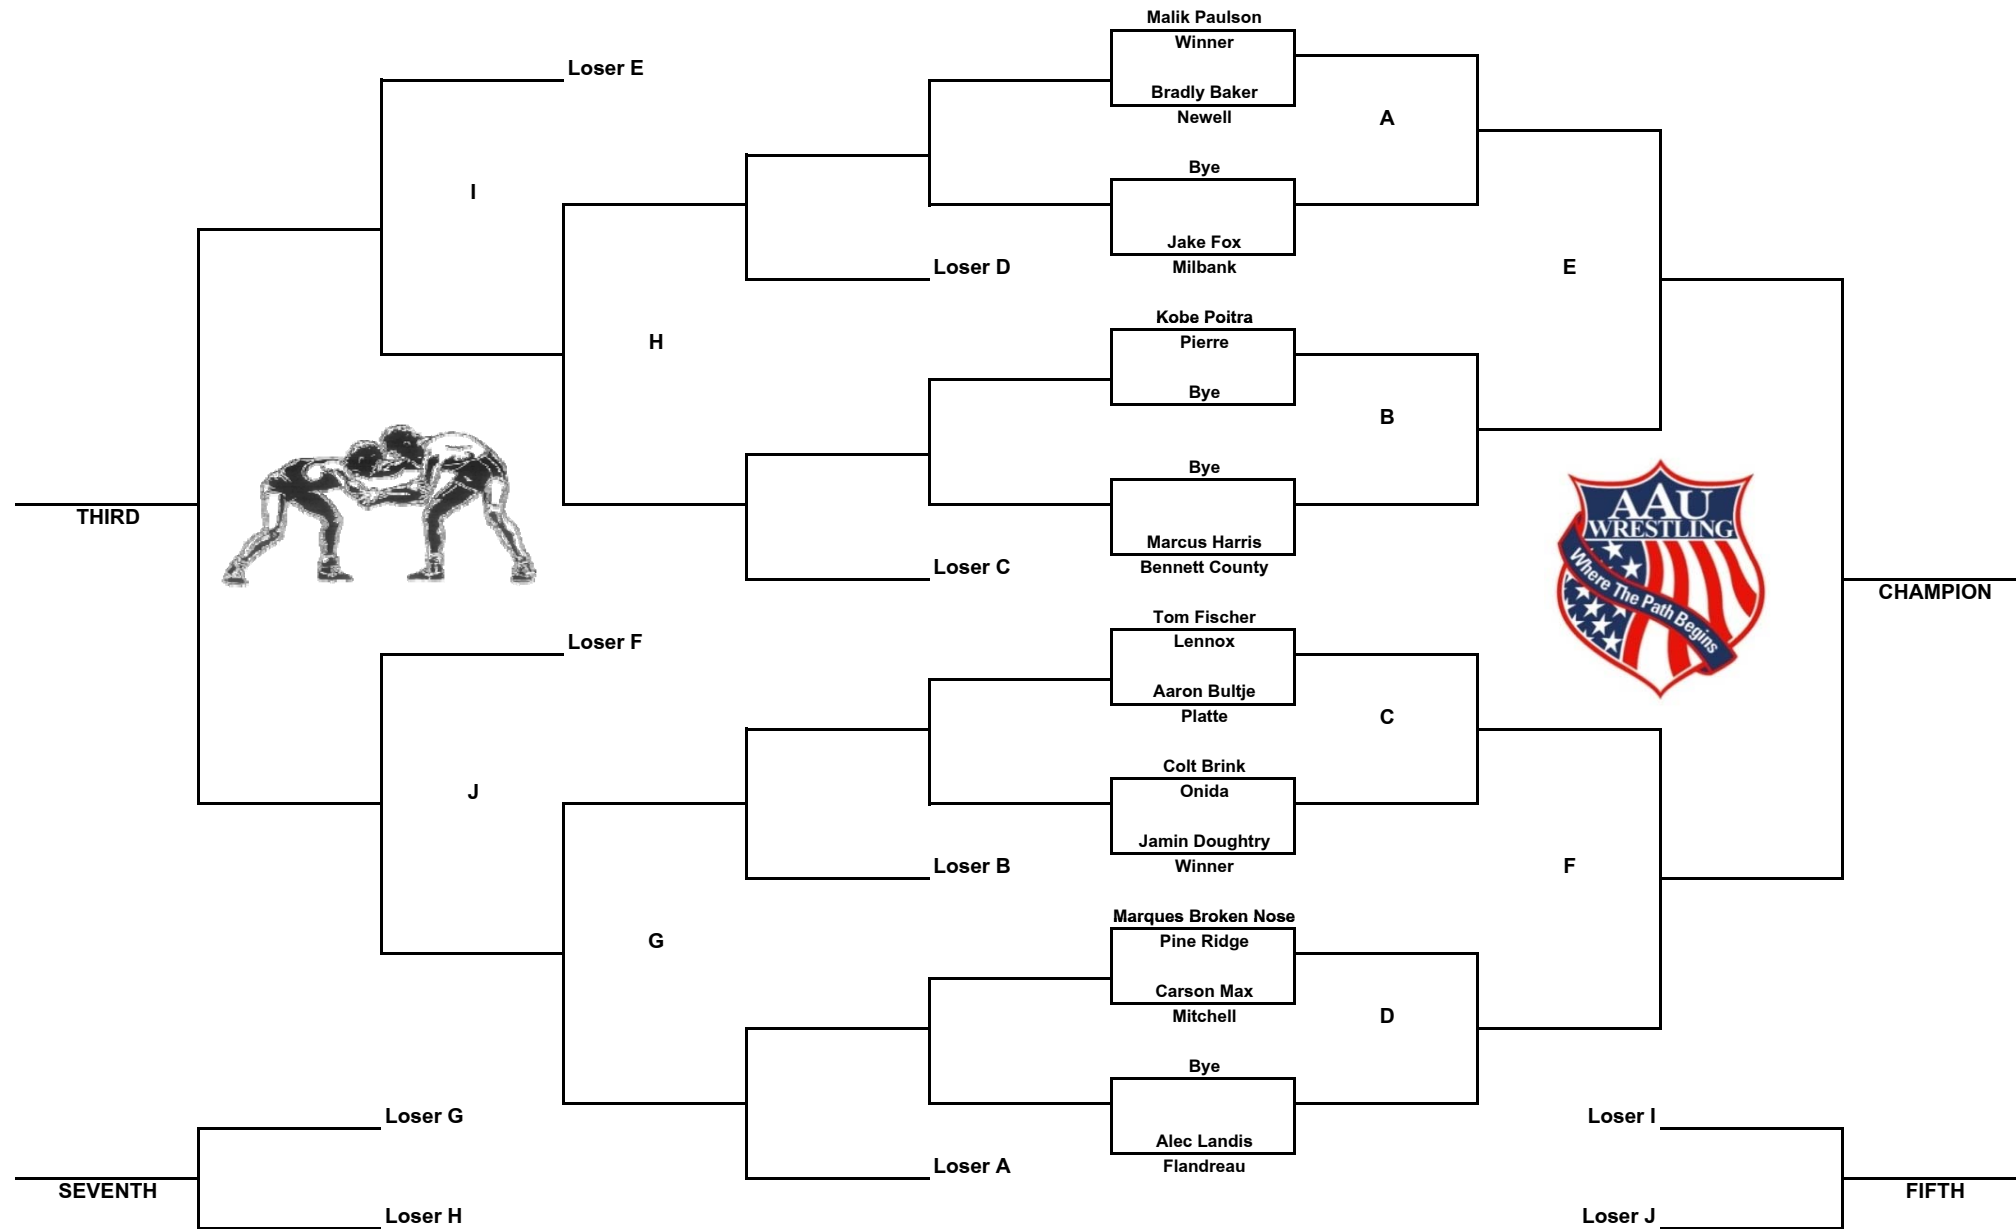 Malik Paulson
Winner
Loser E
Bradly Baker
Newell
A
Bye
I
Jake Fox
Milbank
Loser D
E
Kobe Poitra
Pierre
H
Bye
B
Bye
Marcus Harris
Bennett County
Loser C
THIRD
AAU
WRESTLING
Where The Path Begins
CHAMPION
Tom Fischer
Lennox
Loser F
Aaron Bultje
Platte
C
Colt Brink
Onida
J
Jamin Doughtry
Winner
Loser B
F
Marques Broken Nose
Pine Ridge
G
Carson Max
Mitchell
D
Bye
Loser G
Loser I
Alec Landis
Flandreau
Loser A
SEVENTH
FIFTH
Loser H
Loser J